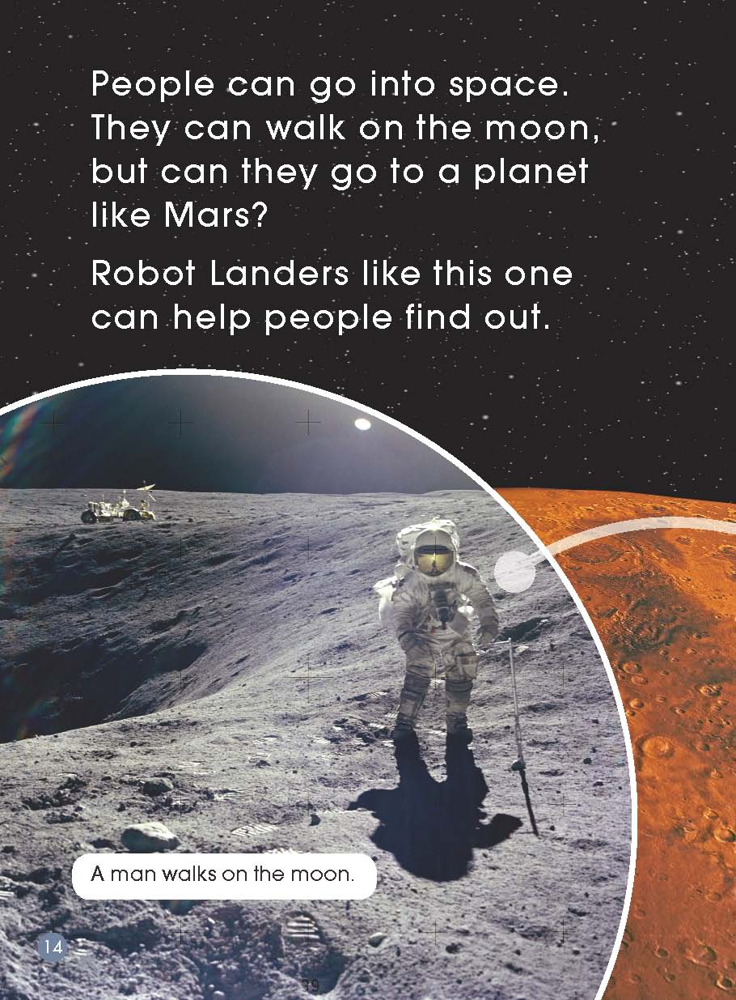 People can go into space.
They can walk on the moon,
but can they go to a planet
like Mars?
Robot Landers like this one
can help people find out.
A man walks on the moon.
14
39